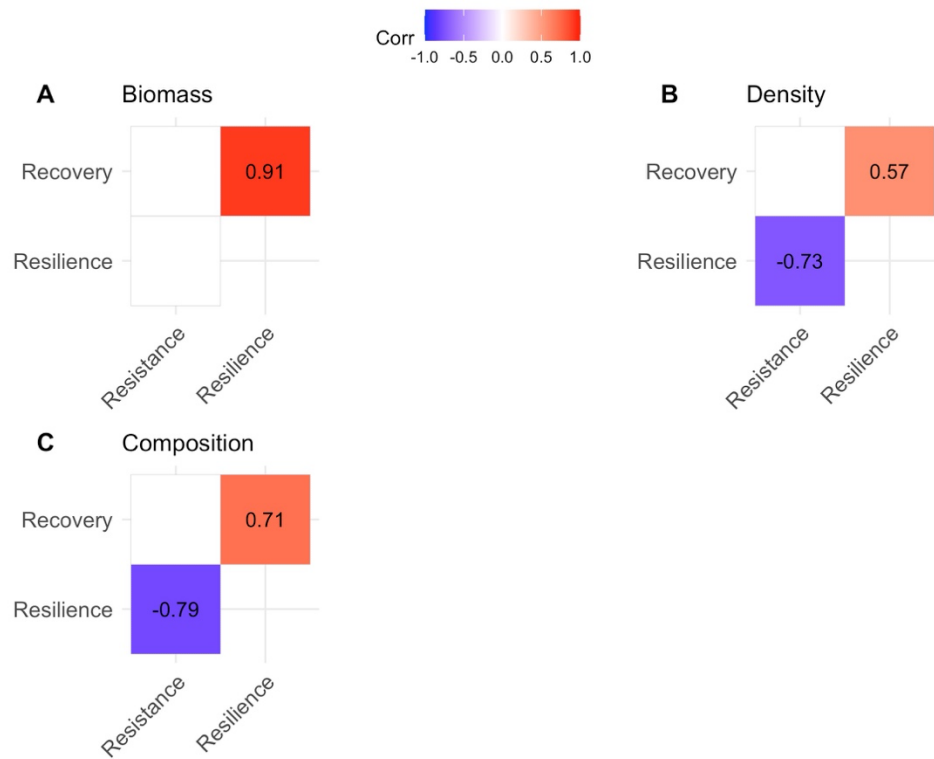 Corr
-1.0 -0.5 0.0 0.5 1.0
A Biomass
Recovery
0.91
Resilience
Resistance
Resilience
B Density
Recovery
0.57
Resilience
-0.73
Resistance
Resilience
C Composition
Recovery
0.71
Resilience
-0.79
Resistance
Resilience